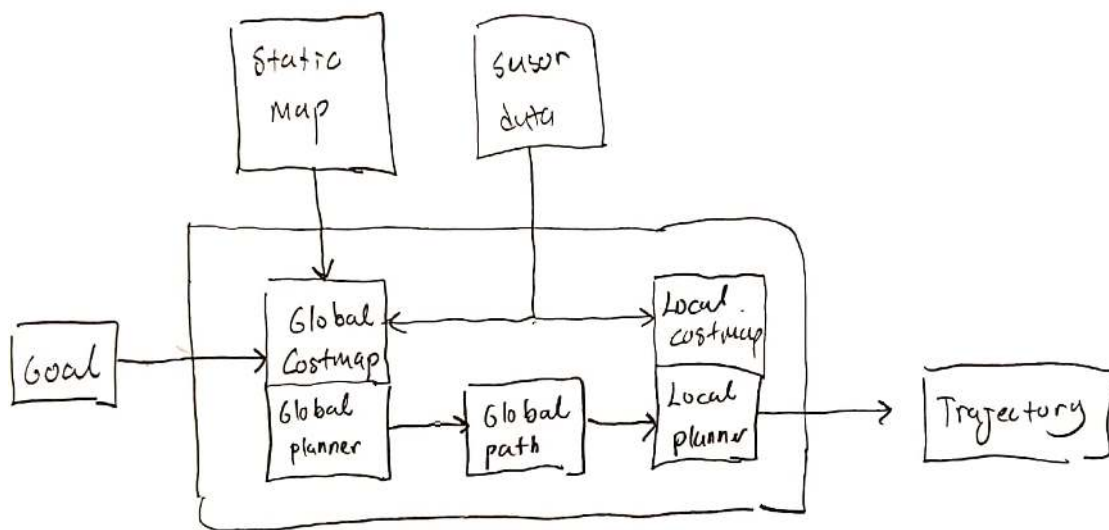 Static
Map
Sensor
data
Goal
Global
Costmap
Local
costmap
Global
planner
Global
path
Local
planner
Trajectory